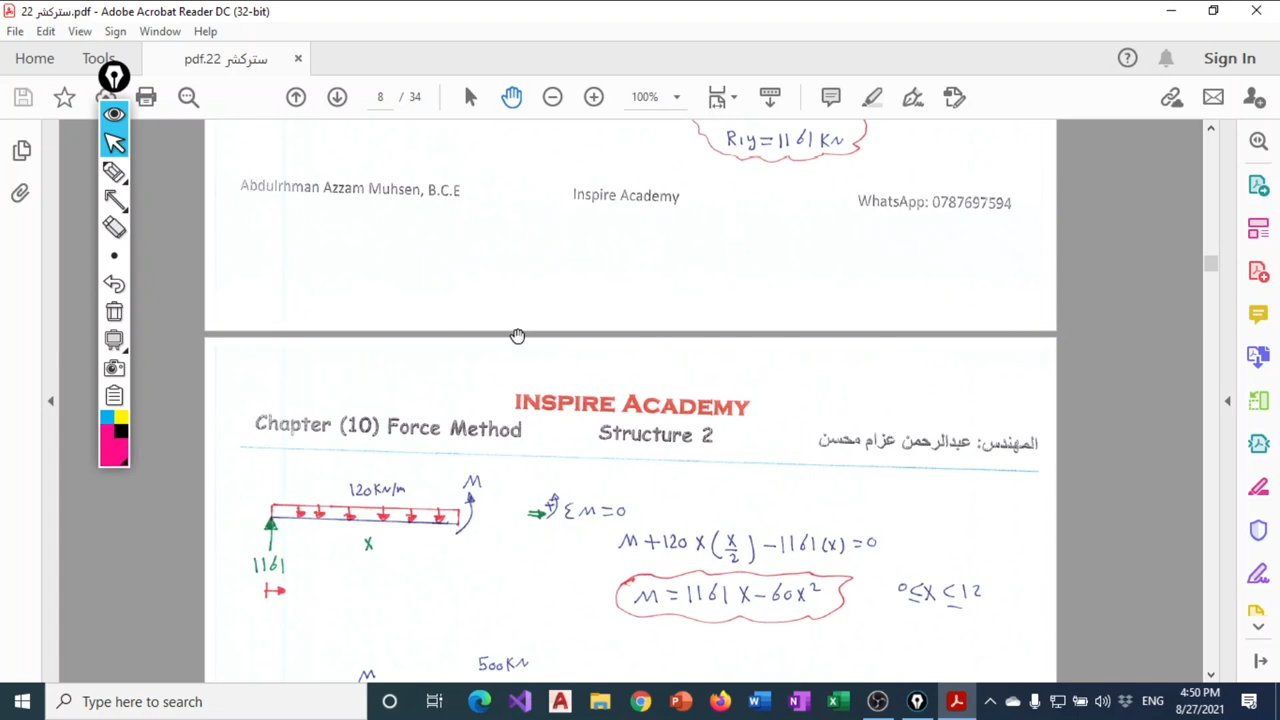 ستركشر 22.pdf - Adobe Acrobat Reader DC (32-bit)
File Edit View Sign Window Help
Home Tools ستركشر 22.pdf Sign In
8 / 34 100%
R1y=1161 KN
Abdulrhman Azzam Muhsen, B.C.E Inspire Academy WhatsApp: 0787697594
INSPIRE ACADEMY
Chapter (10) Force Method Structure 2 المهندس: عبدالرحمن عزام محسن
120KN/m M
ΣM=0
M+120 X (X/2) -1161(X)=0
X
1161
M=1161 X-60X² 0≤X≤12
M 500KN
Type here to search ENG 4:50 PM
8/27/2021